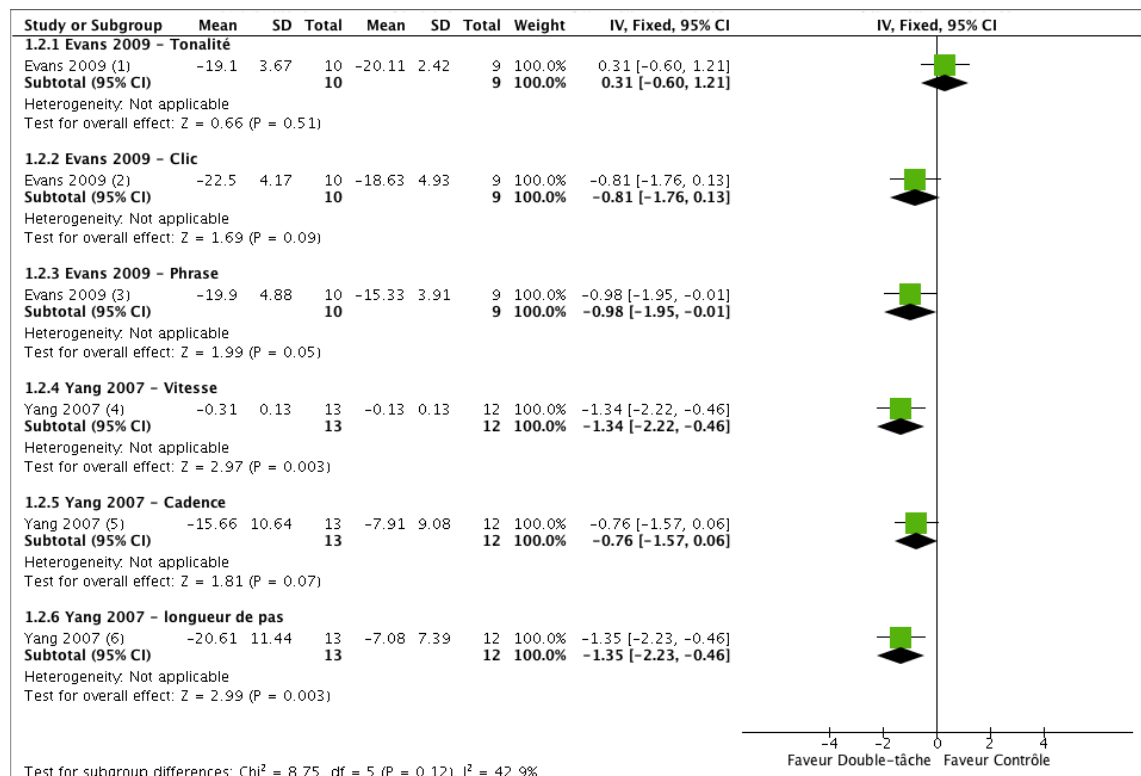 Study or Subgroup Mean SD Total Mean SD Total Weight IV, Fixed, 95% CI IV, Fixed, 95% CI
1.2.1 Evans 2009 – Tonalité
Evans 2009 (1) −19.1 3.67 10 −20.11 2.42 9 100.0% 0.31 [−0.60, 1.21]
Subtotal (95% CI) 10 9 100.0% 0.31 [−0.60, 1.21]
Heterogeneity: Not applicable
Test for overall effect: Z = 0.66 (P = 0.51)
1.2.2 Evans 2009 – Clic
Evans 2009 (2) −22.5 4.17 10 −18.63 4.93 9 100.0% −0.81 [−1.76, 0.13]
Subtotal (95% CI) 10 9 100.0% −0.81 [−1.76, 0.13]
Heterogeneity: Not applicable
Test for overall effect: Z = 1.69 (P = 0.09)
1.2.3 Evans 2009 – Phrase
Evans 2009 (3) −19.9 4.88 10 −15.33 3.91 9 100.0% −0.98 [−1.95, −0.01]
Subtotal (95% CI) 10 9 100.0% −0.98 [−1.95, −0.01]
Heterogeneity: Not applicable
Test for overall effect: Z = 1.99 (P = 0.05)
1.2.4 Yang 2007 – Vitesse
Yang 2007 (4) −0.31 0.13 13 −0.13 0.13 12 100.0% −1.34 [−2.22, −0.46]
Subtotal (95% CI) 13 12 100.0% −1.34 [−2.22, −0.46]
Heterogeneity: Not applicable
Test for overall effect: Z = 2.97 (P = 0.003)
1.2.5 Yang 2007 – Cadence
Yang 2007 (5) −15.66 10.64 13 −7.91 9.08 12 100.0% −0.76 [−1.57, 0.06]
Subtotal (95% CI) 13 12 100.0% −0.76 [−1.57, 0.06]
Heterogeneity: Not applicable
Test for overall effect: Z = 1.81 (P = 0.07)
1.2.6 Yang 2007 – longueur de pas
Yang 2007 (6) −20.61 11.44 13 −7.08 7.39 12 100.0% −1.35 [−2.23, −0.46]
Subtotal (95% CI) 13 12 100.0% −1.35 [−2.23, −0.46]
Heterogeneity: Not applicable
Test for overall effect: Z = 2.99 (P = 0.003)
−4 −2 0 2 4
Faveur Double-tâche Faveur Contrôle
Test for subgroup differences: Chi² = 8.75, df = 5 (P = 0.12), I² = 42.9%